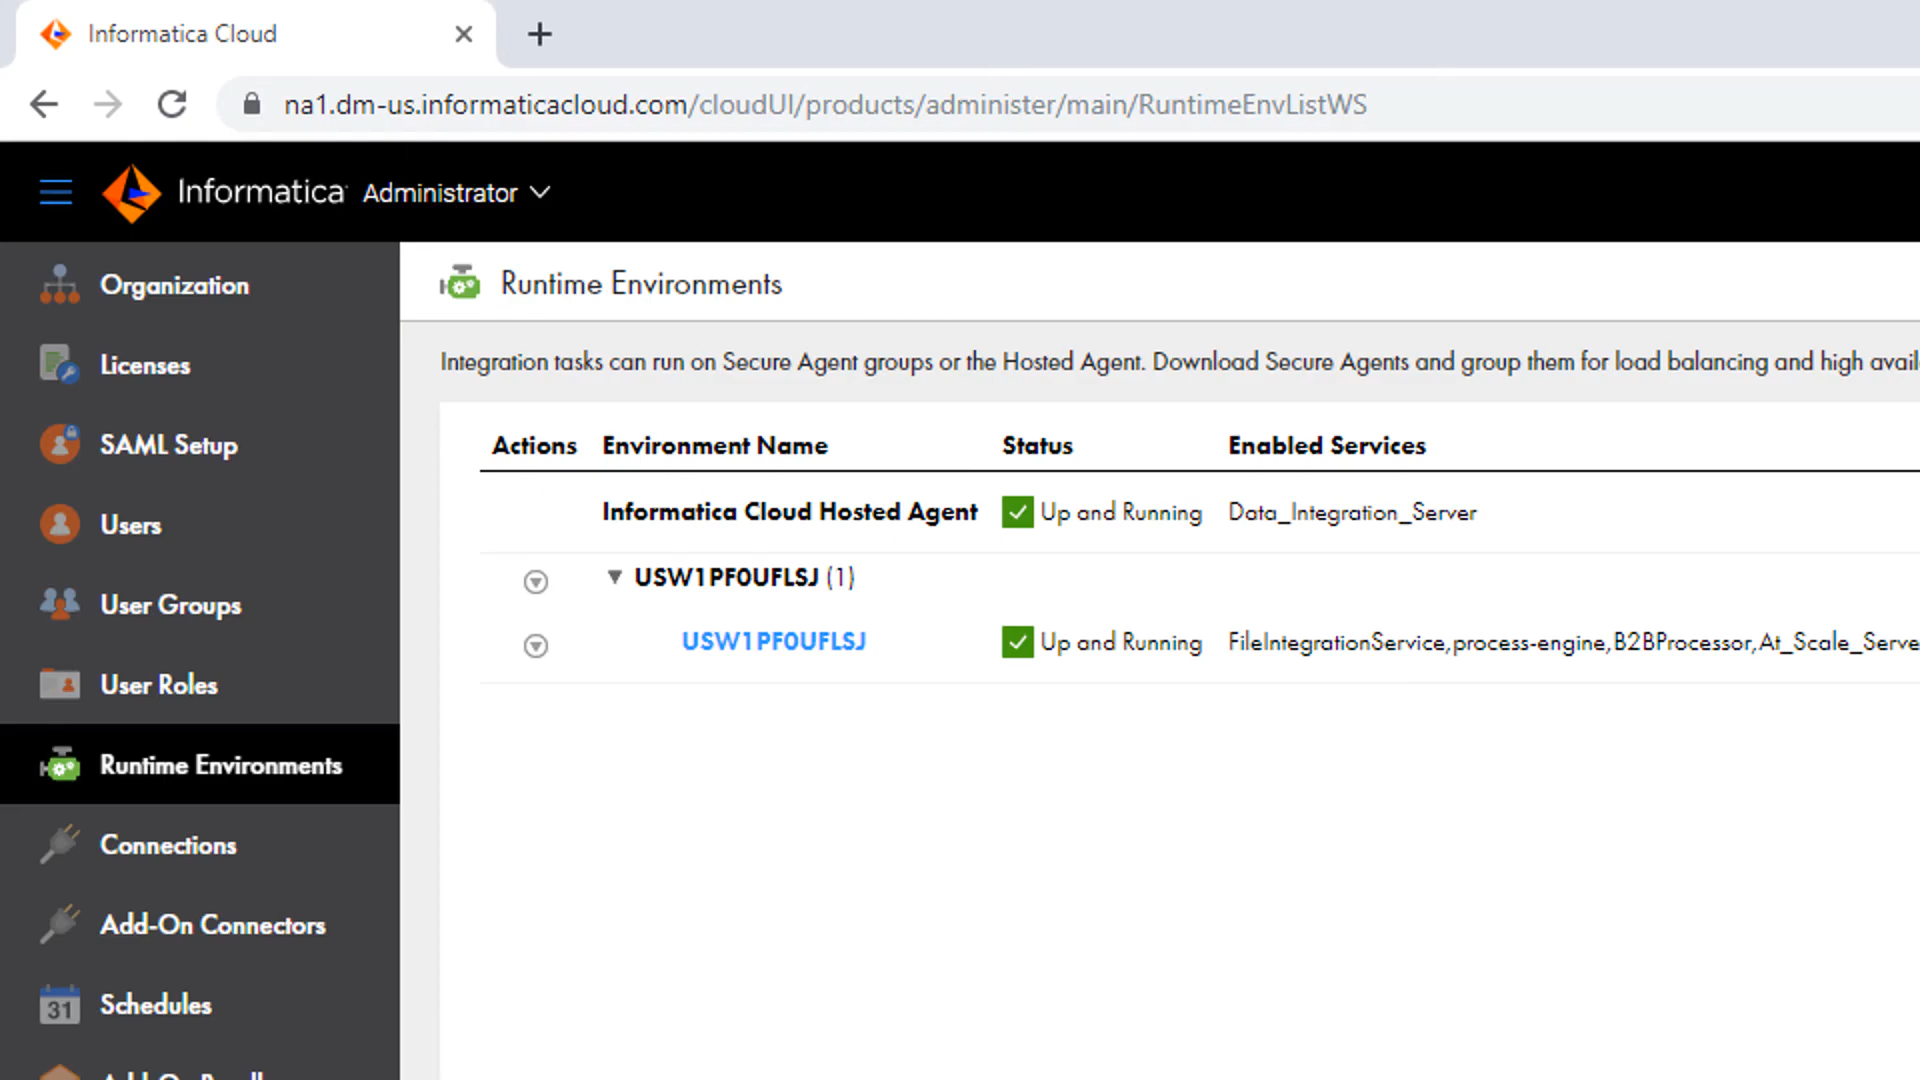 Informatica Cloud
na1.dm-us.informaticacloud.com/cloudUI/products/administer/main/RuntimeEnvListWS
Informatica Administrator
Organization
Licenses
SAML Setup
Users
User Groups
User Roles
Runtime Environments
Connections
Add-On Connectors
31 Schedules
Runtime Environments
Integration tasks can run on Secure Agent groups or the Hosted Agent. Download Secure Agents and group them for load balancing and high avail
Actions Environment Name Status Enabled Services
Informatica Cloud Hosted Agent Up and Running Data_Integration_Server
USW1PF0UFLSJ (1)
USW1PF0UFLSJ Up and Running FileIntegrationService,process-engine,B2BProcessor,At_Scale_Serve